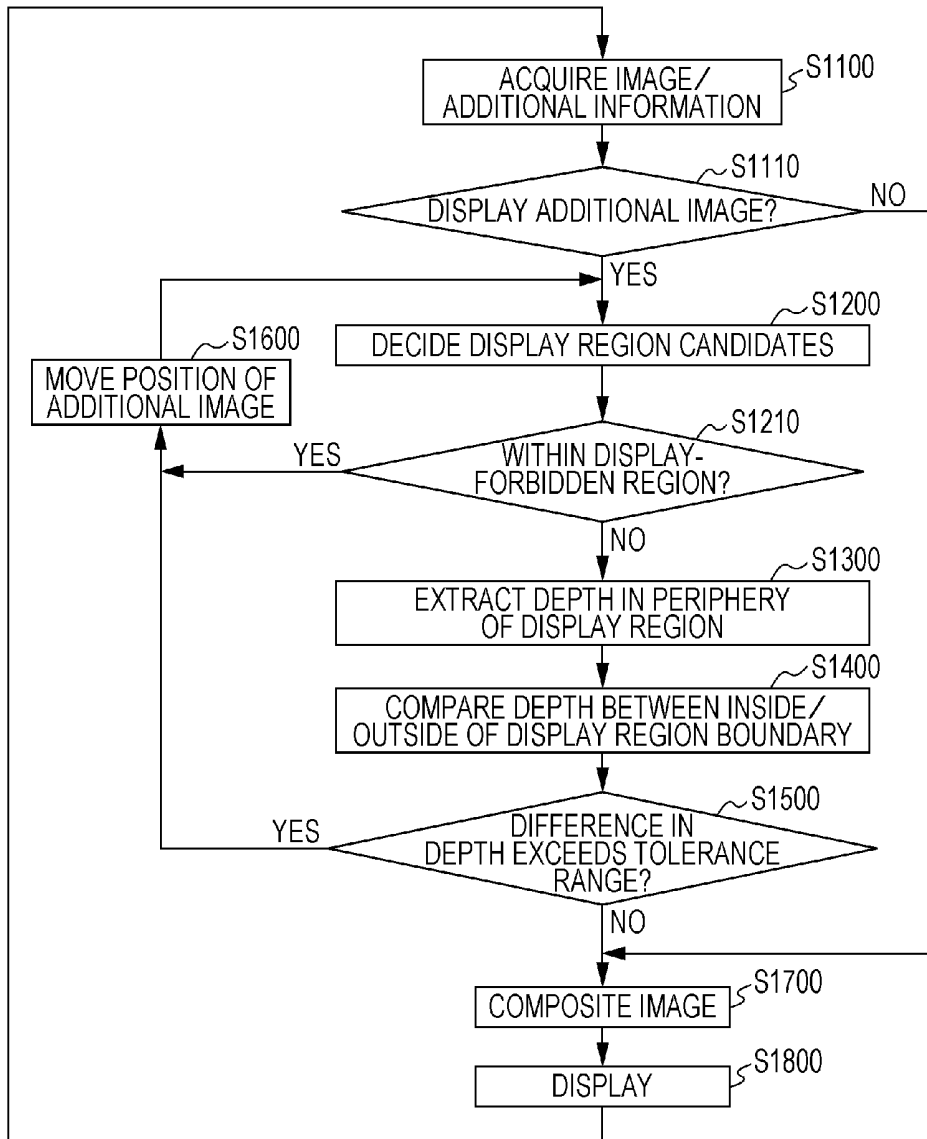 S1100
ACQUIRE IMAGE/
ADDITIONAL INFORMATION
S1110
DISPLAY ADDITIONAL IMAGE?
NO
YES
S1200
DECIDE DISPLAY REGION CANDIDATES
S1600
MOVE POSITION OF
ADDITIONAL IMAGE
S1210
YES
WITHIN DISPLAY-
FORBIDDEN REGION?
NO
S1300
EXTRACT DEPTH IN PERIPHERY
OF DISPLAY REGION
S1400
COMPARE DEPTH BETWEEN INSIDE/
OUTSIDE OF DISPLAY REGION BOUNDARY
S1500
YES
DIFFERENCE IN
DEPTH EXCEEDS TOLERANCE
RANGE?
NO
S1700
COMPOSITE IMAGE
S1800
DISPLAY